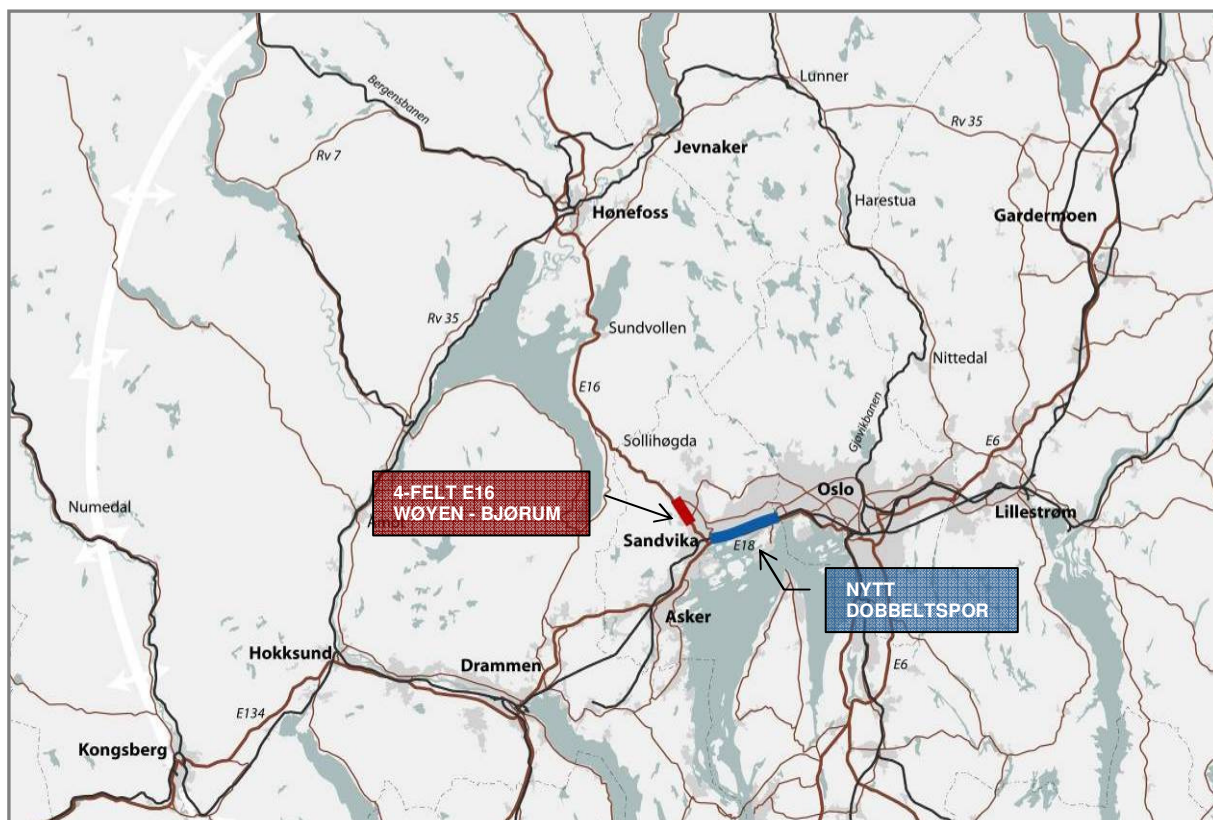 Lunner
Bergensbanen
Rv 35
Jevnaker
Rv 7
Harestua
Hønefoss
Gardermoen
Rv 35
Sundvollen
Nittedal
E16
Gjøvikbanen
Sollihøgda
E6
4-FELT E16
WØYEN - BJØRUM
Oslo
Numedal
Lillestrøm
Sandvika
E18
NYTT
DOBBELTSPOR
Asker
Hokksund
Drammen
E6
E134
Kongsberg